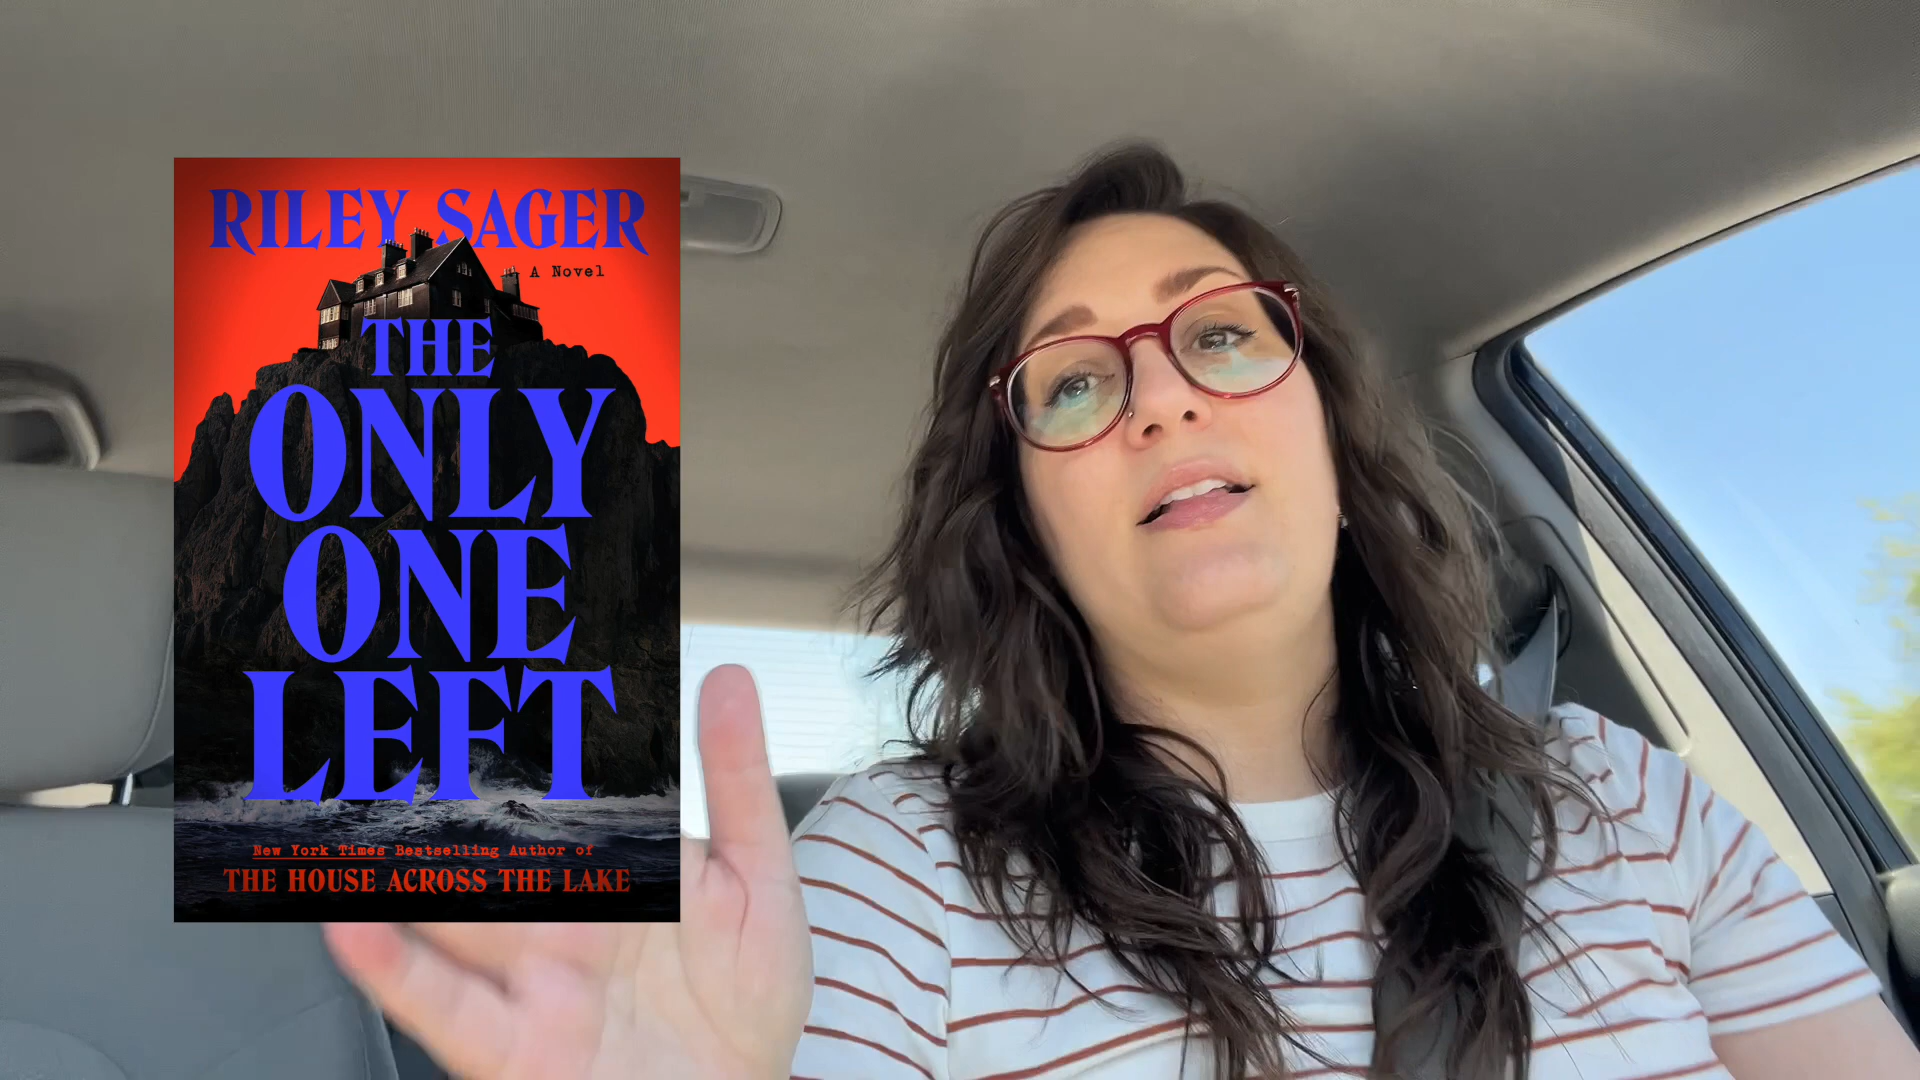 RILEY SAGER
A Novel
THE
ONLY
ONE
LEFT
New York Times Bestselling Author of
THE HOUSE ACROSS THE LAKE